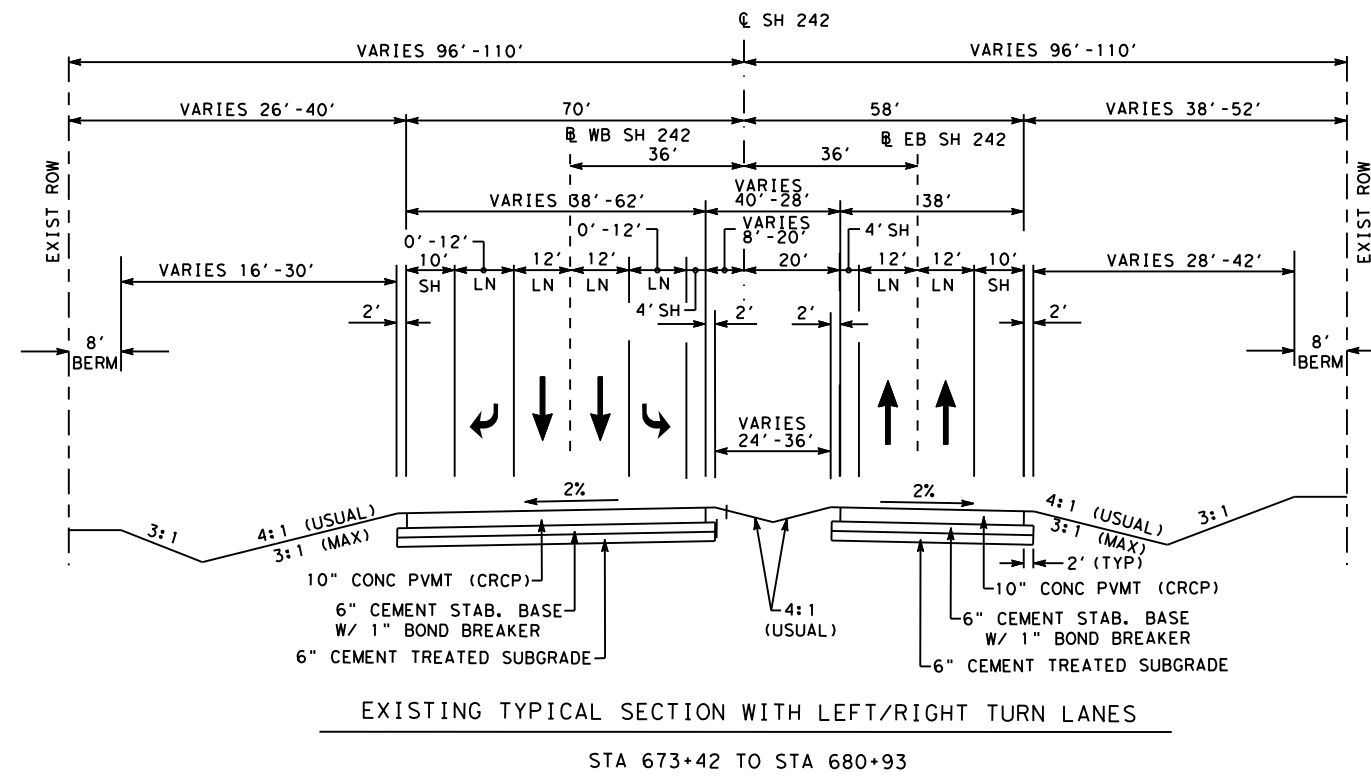 ℄ SH 242
VARIES 96'-110'
VARIES 96'-110'
VARIES 26'-40'
70'
58'
VARIES 38'-52'
℄ WB SH 242
℄ EB SH 242
36'
36'
EXIST ROW
EXIST ROW
VARIES 38'-62'
VARIES
40'-28'
38'
0'-12'
0'-12'
VARIES
8'-20'
4' SH
10'
SH
LN
12'
LN
12'
LN
LN
4' SH
20'
12'
LN
12'
LN
10'
SH
VARIES 16'-30'
VARIES 28'-42'
2'
2'
2'
2'
8'
BERM
8'
BERM
VARIES
24'-36'
2%
2%
3:1
4:1 (USUAL)
3:1 (MAX)
4:1 (USUAL)
3:1 (MAX)
3:1
2' (TYP)
10" CONC PVMT (CRCP)
6" CEMENT STAB. BASE
W/ 1" BOND BREAKER
6" CEMENT TREATED SUBGRADE
4:1
(USUAL)
10" CONC PVMT (CRCP)
6" CEMENT STAB. BASE
W/ 1" BOND BREAKER
6" CEMENT TREATED SUBGRADE
EXISTING TYPICAL SECTION WITH LEFT/RIGHT TURN LANES
STA 673+42 TO STA 680+93